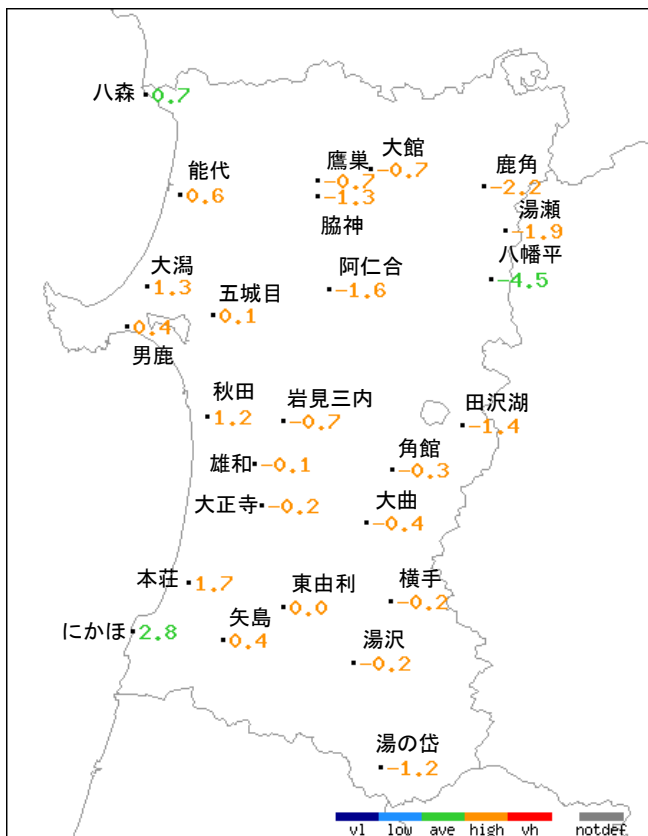 八森
0.7
大館
-0.7
鷹巣
-0.7
鹿角
-2.2
能代
0.6
-1.3
脇神
湯瀬
-1.9
八幡平
-4.5
大潟
1.3
阿仁合
-1.6
五城目
0.1
0.4
男鹿
秋田
1.2
岩見三内
-0.7
田沢湖
-1.4
雄和
-0.1
角館
-0.3
大正寺
-0.2
大曲
-0.4
本荘
1.7
東由利
0.0
横手
-0.2
にかほ
2.8
矢島
0.4
湯沢
-0.2
湯の岱
-1.2
vl low ave high vh notdef